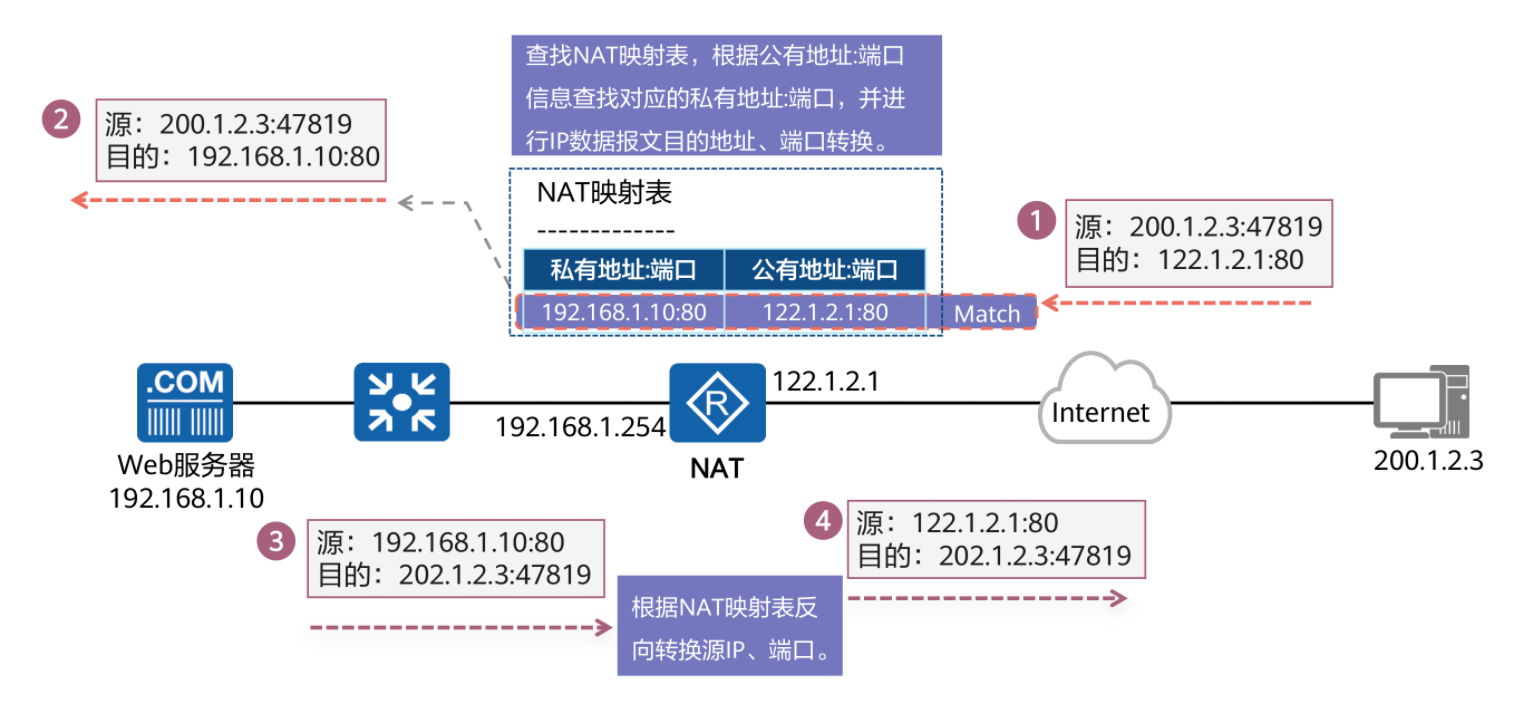 查找NAT映射表，根据公有地址:端口
信息查找对应的私有地址:端口，并进
行IP数据报文目的地址、端口转换。
2
源：200.1.2.3:47819
目的：192.168.1.10:80
NAT映射表
-------------
私有地址:端口 公有地址:端口
192.168.1.10:80 122.1.2.1:80 Match
1
源：200.1.2.3:47819
目的：122.1.2.1:80
.COM
Web服务器
192.168.1.10
192.168.1.254
R
NAT
122.1.2.1
Internet
200.1.2.3
3
源：192.168.1.10:80
目的：202.1.2.3:47819
根据NAT映射表反
向转换源IP、端口。
4
源：122.1.2.1:80
目的：202.1.2.3:47819